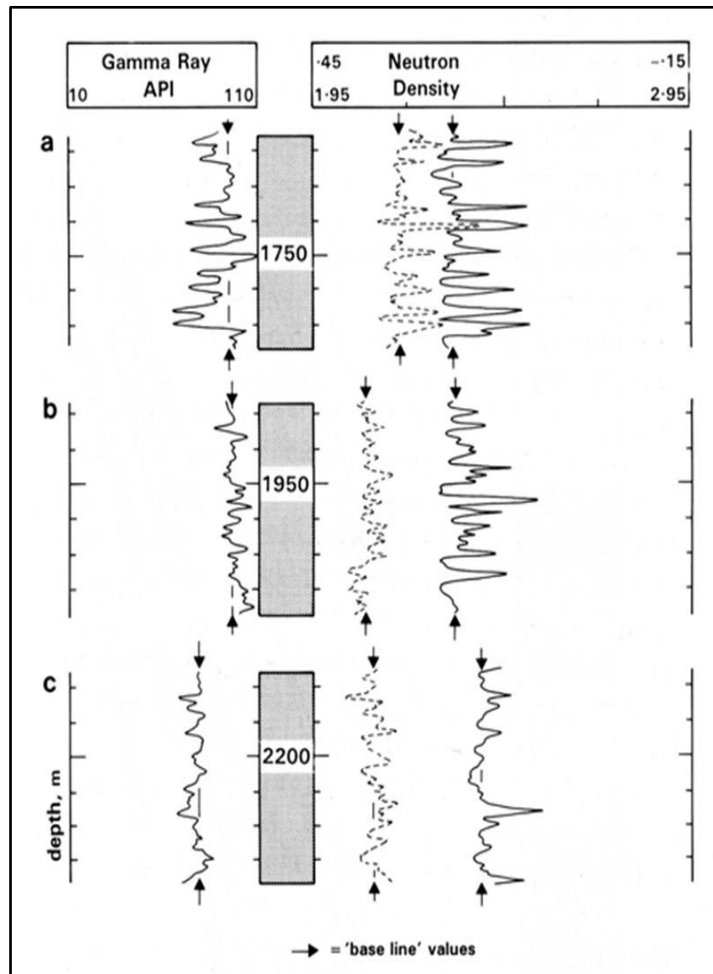 Gamma Ray
API
10 110
·45 Neutron -·15
Density
1·95 2·95
a
1750
b
1950
c
2200
depth, m
→ = 'base line' values